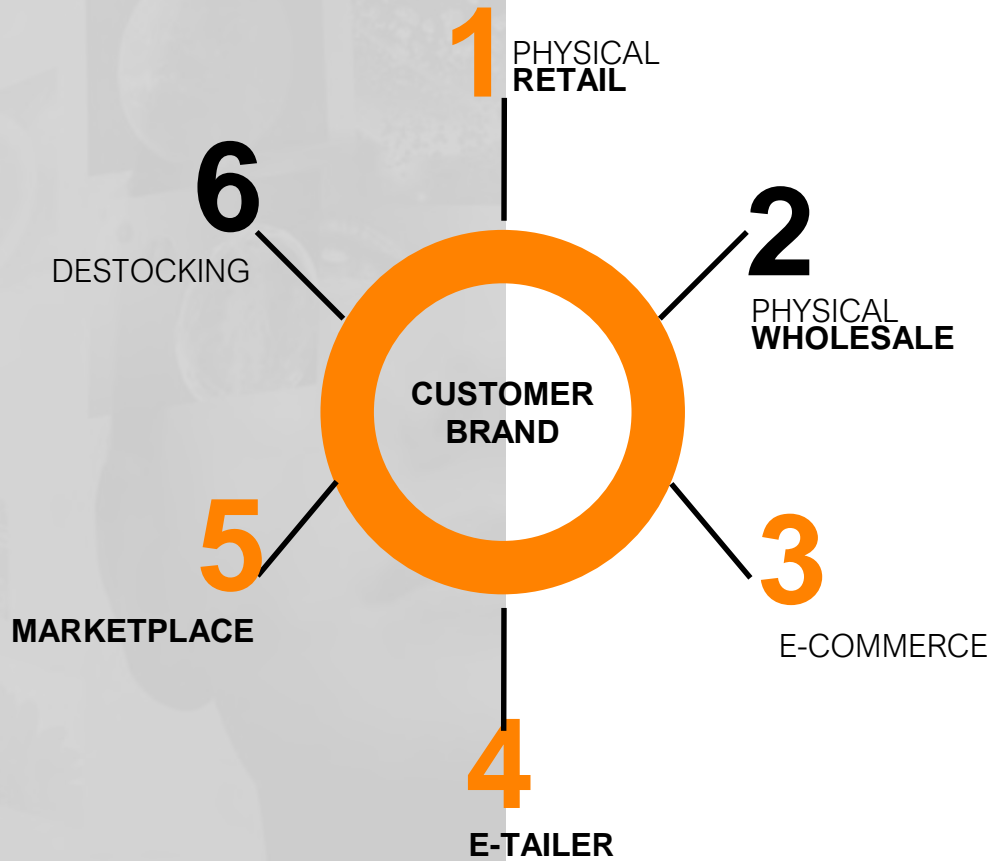 1
PHYSICAL
RETAIL
2
PHYSICAL
WHOLESALE
3
E-COMMERCE
4
E-TAILER
5
MARKETPLACE
6
DESTOCKING
CUSTOMER
BRAND